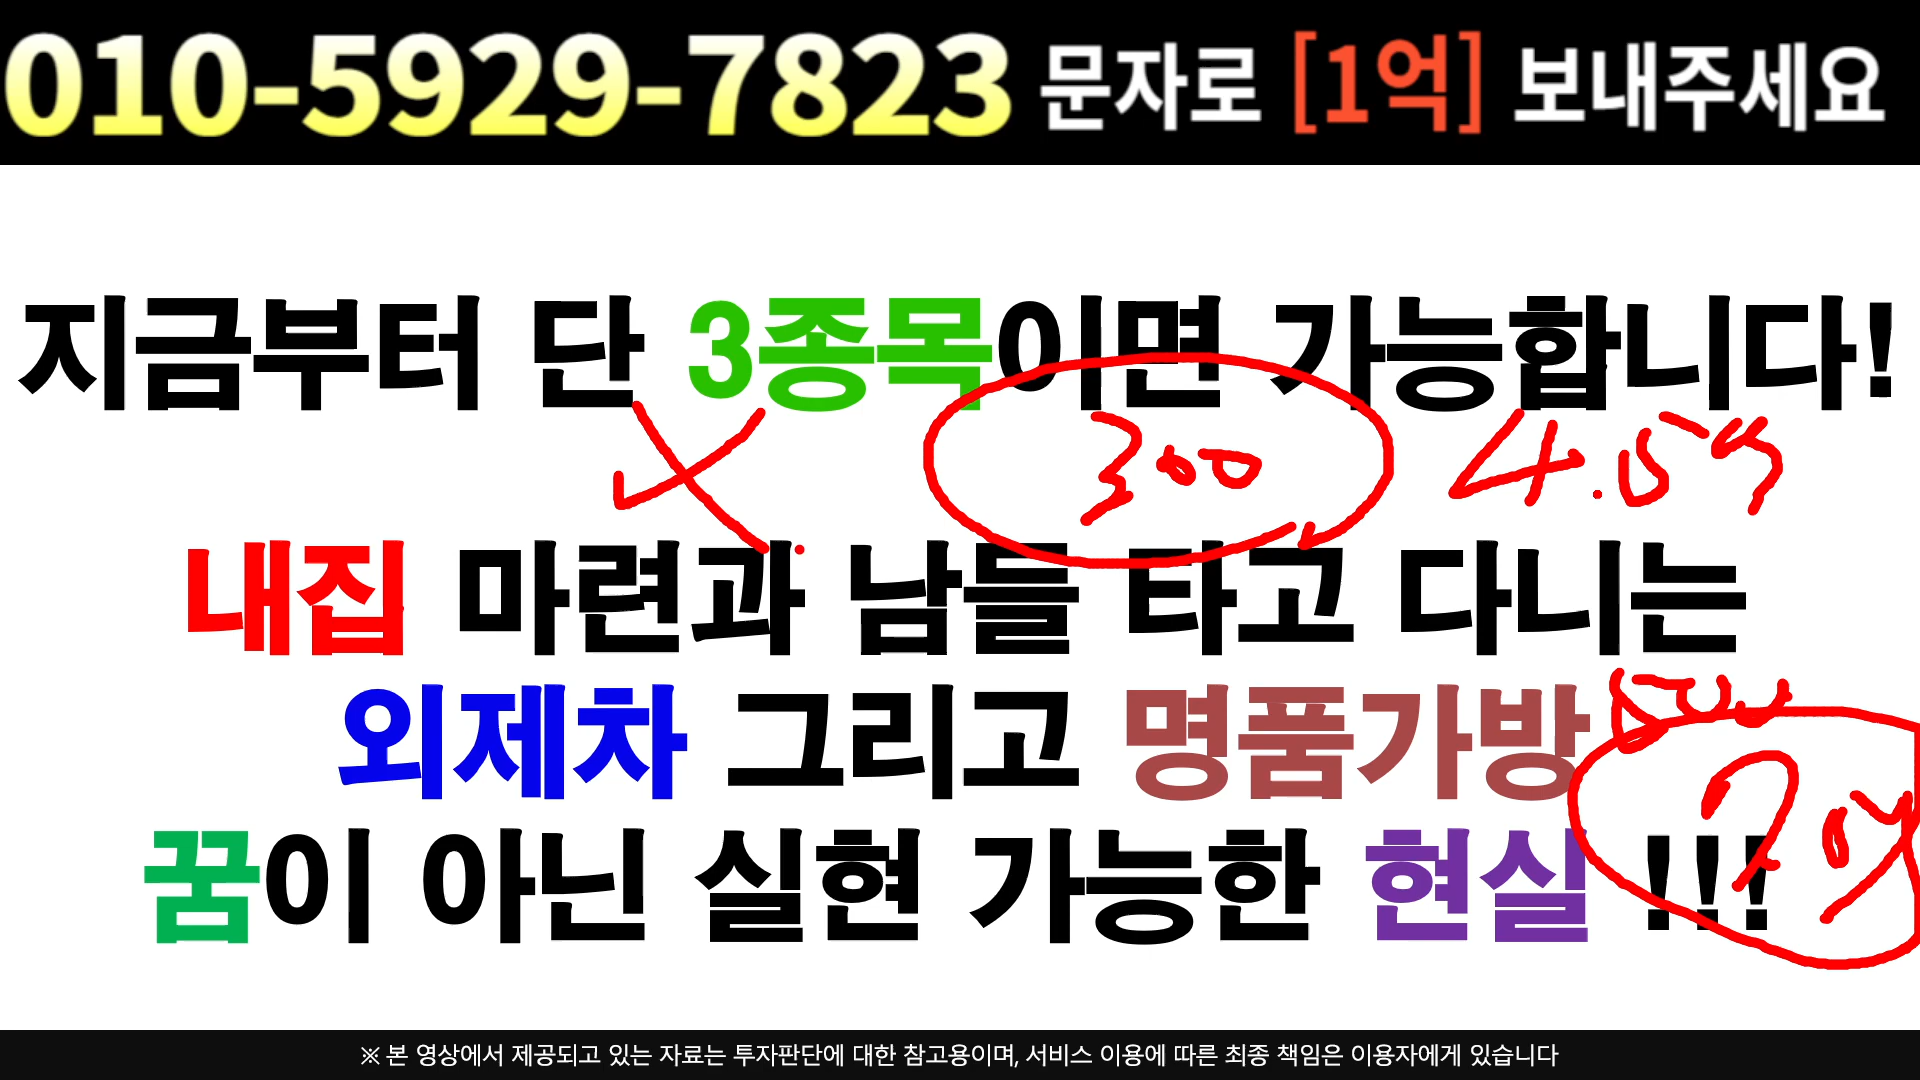 010-5929-7823 문자로 [1억] 보내주세요
지금부터 단 3종목이면 가능합니다!
300 4.5억
내집 마련과 남들 타고 다니는
500
외제차 그리고 명품가방
꿈이 아닌 실현 가능한 현실 !!!
※ 본 영상에서 제공되고 있는 자료는 투자판단에 대한 참고용이며, 서비스 이용에 따른 최종 책임은 이용자에게 있습니다